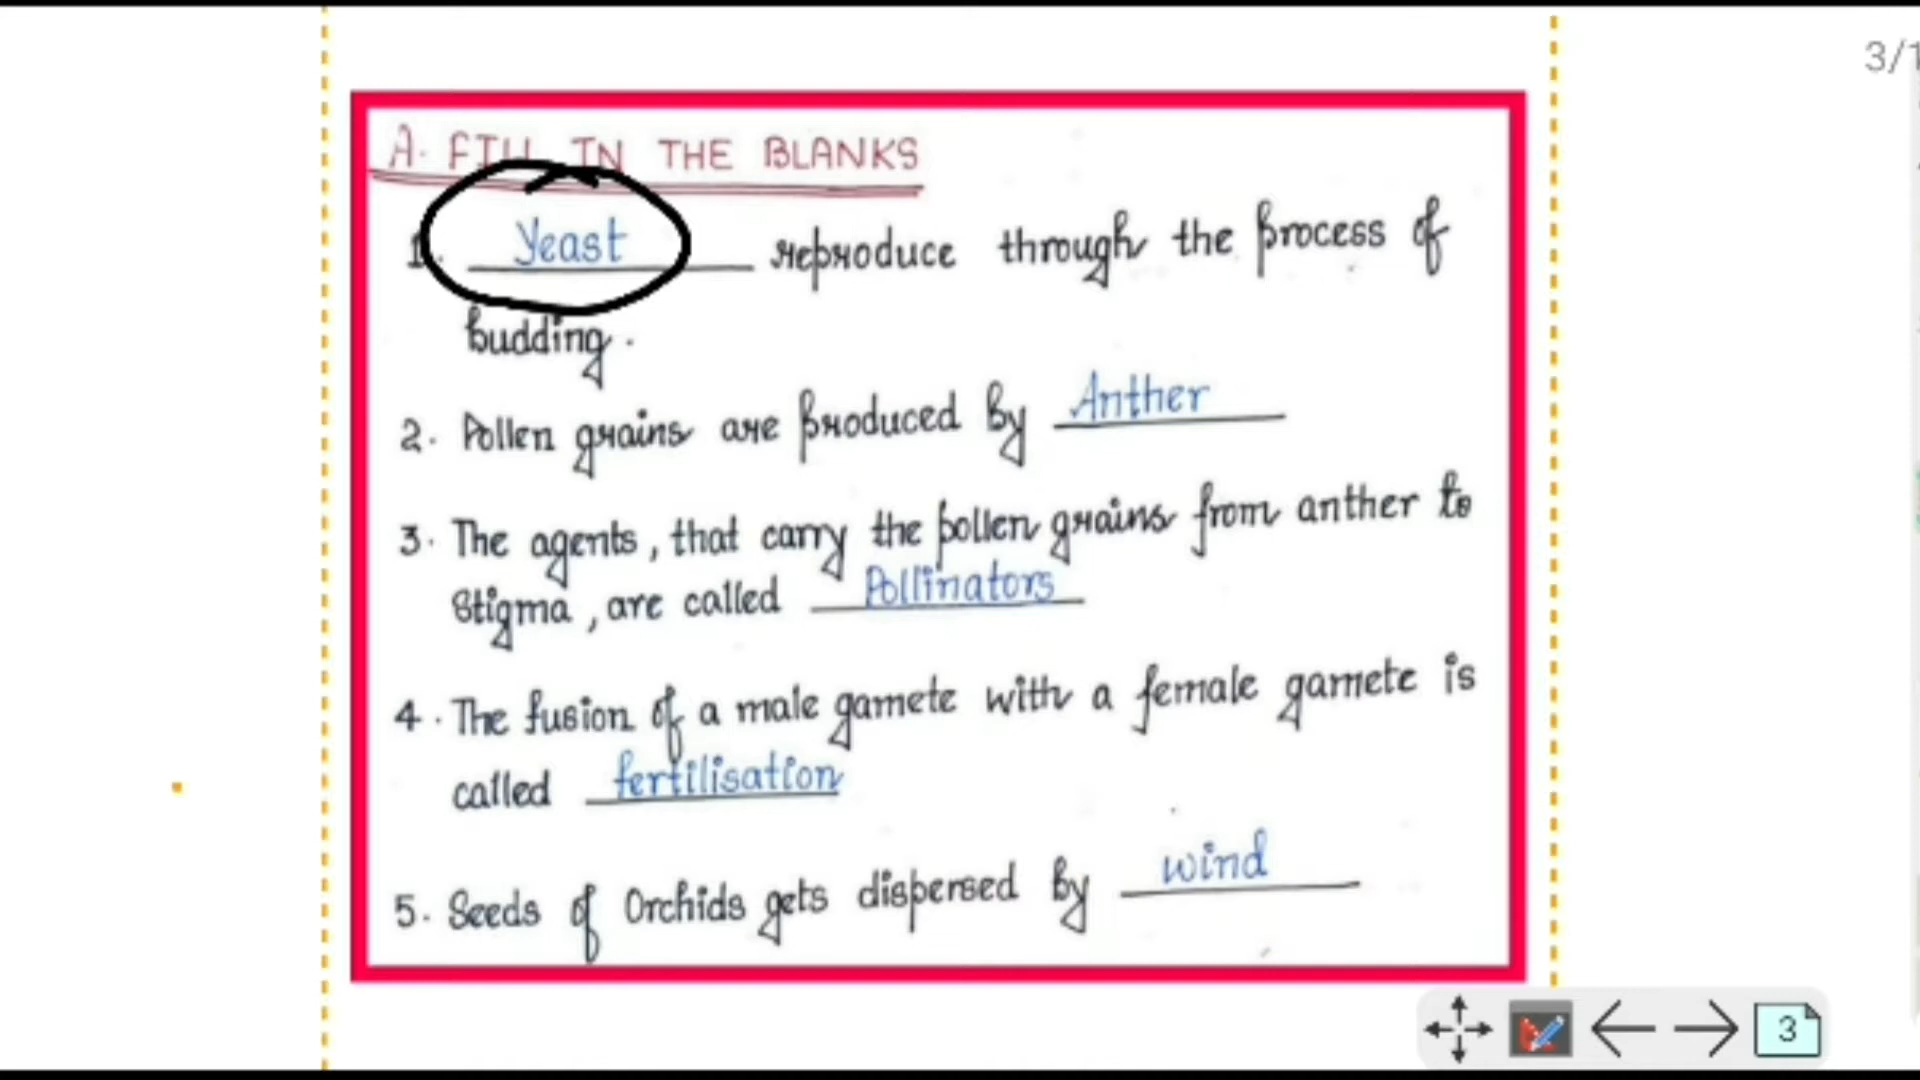 3/1
A. FILL IN THE BLANKS
1. Yeast reproduce through the process of
budding.
2. Pollen grains are produced by Anther
3. The agents, that carry the pollen grains from anther to
Stigma, are called Pollinators
4. The fusion of a male gamete with a female gamete is
called fertilisation
5. Seeds of Orchids gets dispersed by wind
3